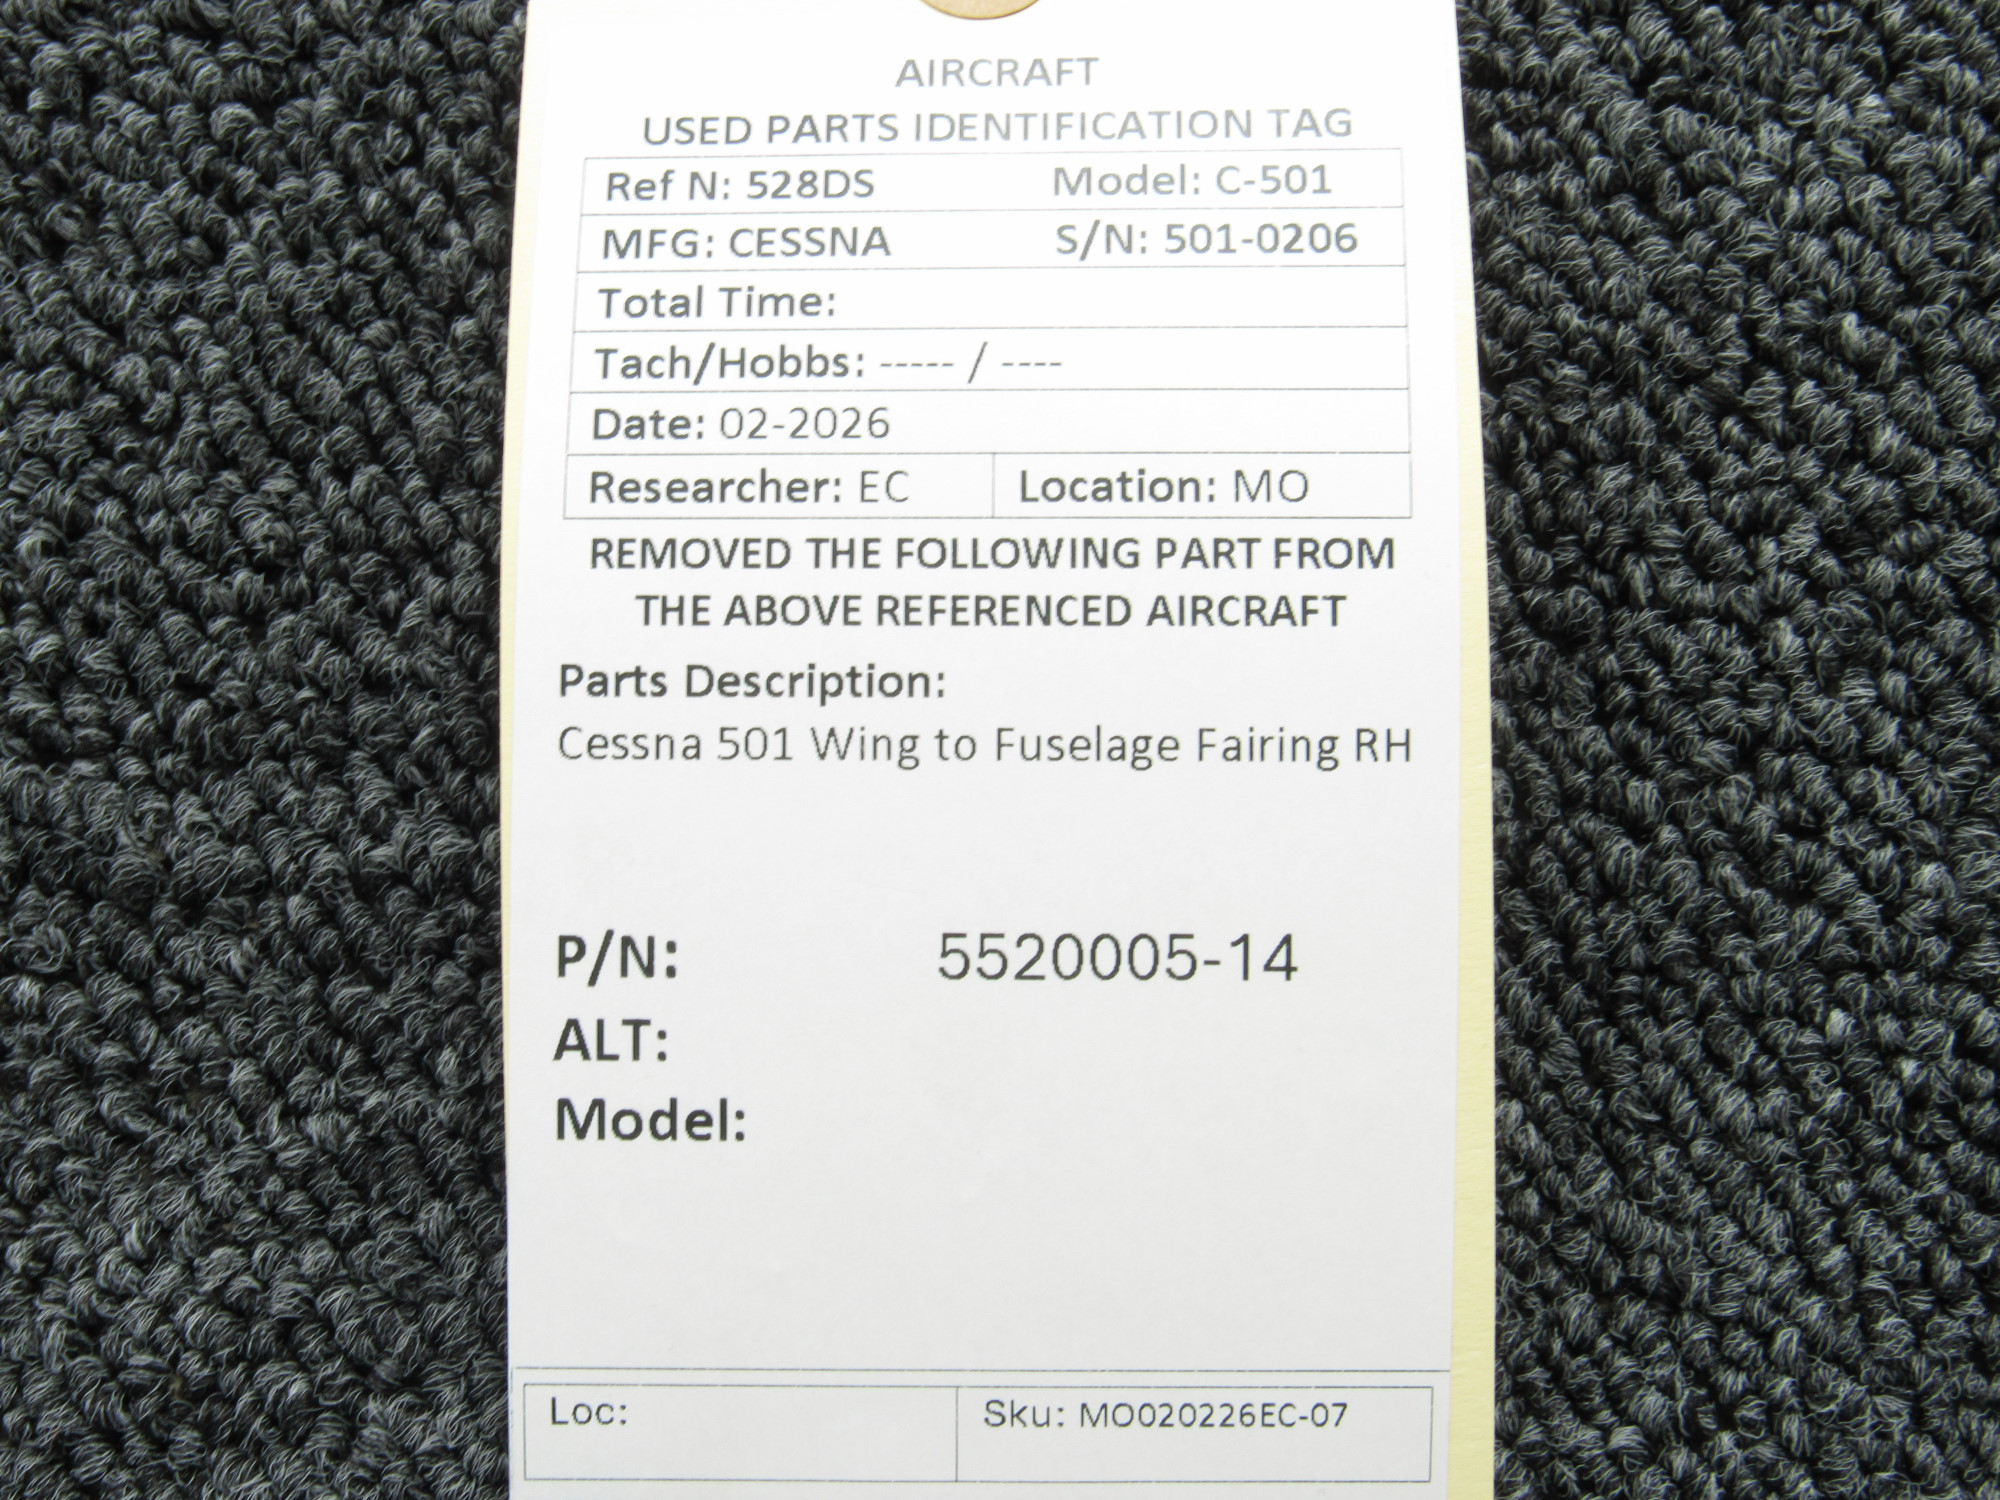 AIRCRAFT
USED PARTS IDENTIFICATION TAG
Ref N: 528DS Model: C-501
MFG: CESSNA S/N: 501-0206
Total Time:
Tach/Hobbs: ----- / ----
Date: 02-2026
Researcher: EC Location: MO
REMOVED THE FOLLOWING PART FROM
THE ABOVE REFERENCED AIRCRAFT
Parts Description:
Cessna 501 Wing to Fuselage Fairing RH
P/N: 5520005-14
ALT:
Model:
Loc: Sku: MO020226EC-07